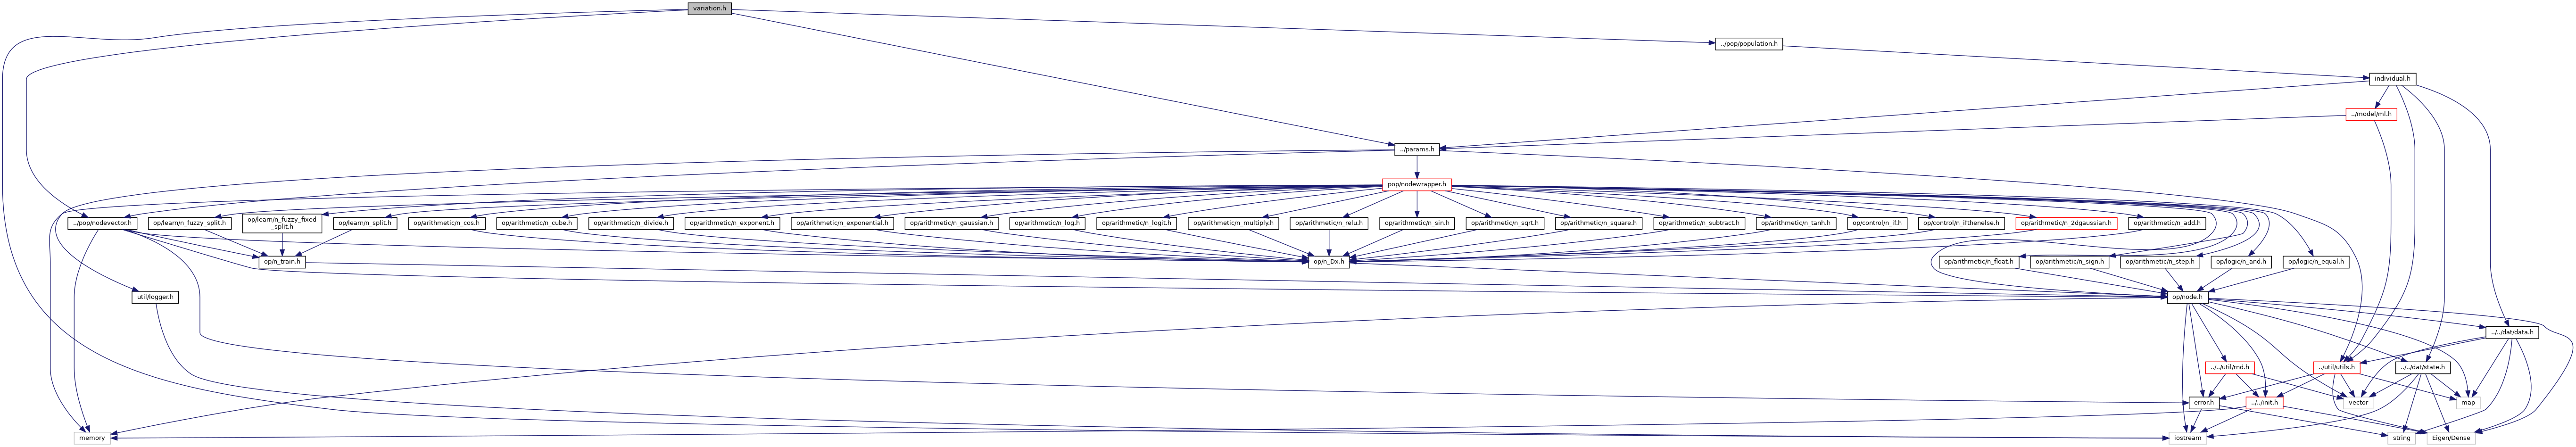 variation.h
../pop/population.h
individual.h
../model/ml.h
../params.h
pop/nodewrapper.h
../pop/nodevector.h
op/learn/n_fuzzy_split.h
op/learn/n_fuzzy_fixed
_split.h
op/learn/n_split.h
op/arithmetic/n_cos.h
op/arithmetic/n_cube.h
op/arithmetic/n_divide.h
op/arithmetic/n_exponent.h
op/arithmetic/n_exponential.h
op/arithmetic/n_gaussian.h
op/arithmetic/n_log.h
op/arithmetic/n_logit.h
op/arithmetic/n_multiply.h
op/arithmetic/n_relu.h
op/arithmetic/n_sin.h
op/arithmetic/n_sqrt.h
op/arithmetic/n_square.h
op/arithmetic/n_subtract.h
op/arithmetic/n_tanh.h
op/control/n_if.h
op/control/n_ifthenelse.h
op/arithmetic/n_2dgaussian.h
op/arithmetic/n_add.h
op/n_train.h
op/n_Dx.h
op/arithmetic/n_float.h
op/arithmetic/n_sign.h
op/arithmetic/n_step.h
op/logic/n_and.h
op/logic/n_equal.h
util/logger.h
op/node.h
../../dat/data.h
../../util/rnd.h
../util/utils.h
../../dat/state.h
error.h
../../init.h
vector
map
memory
iostream
string
Eigen/Dense